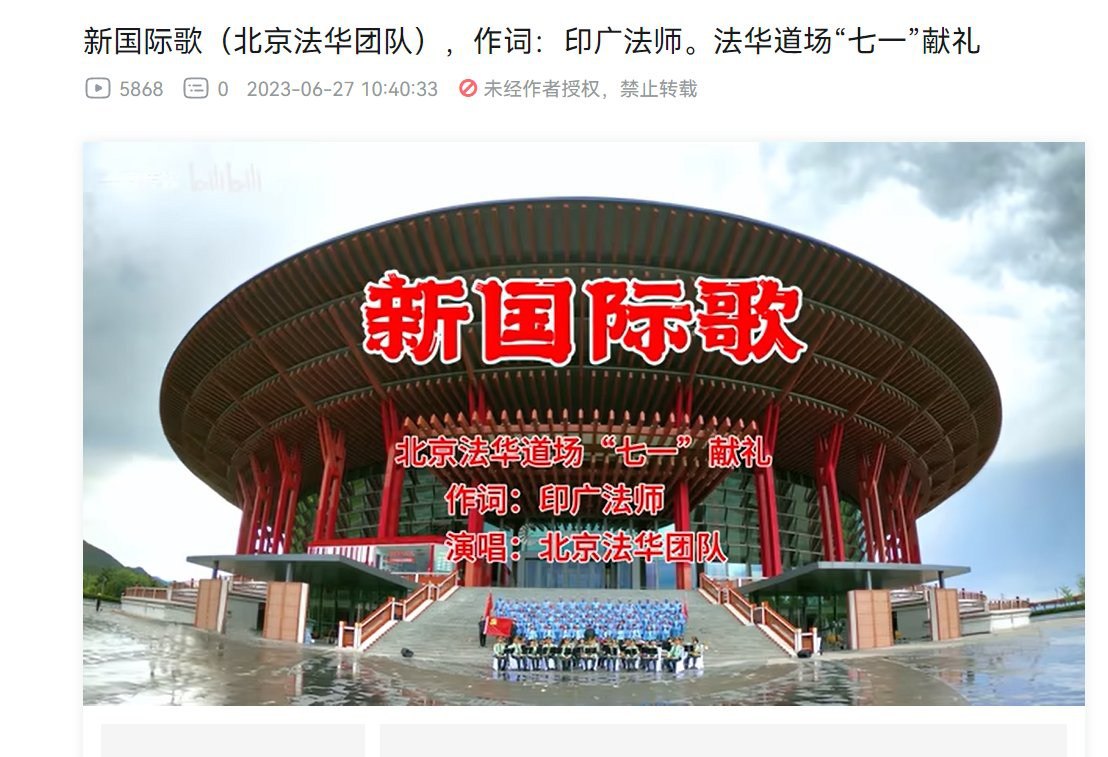 新国际歌（北京法华团队），作词：印广法师。法华道场“七一”献礼
5868 0 2023-06-27 10:40:33 未经作者授权，禁止转载
bilibili
新国际歌
北京法华道场“七一”献礼
作词：印广法师
演唱：北京法华团队